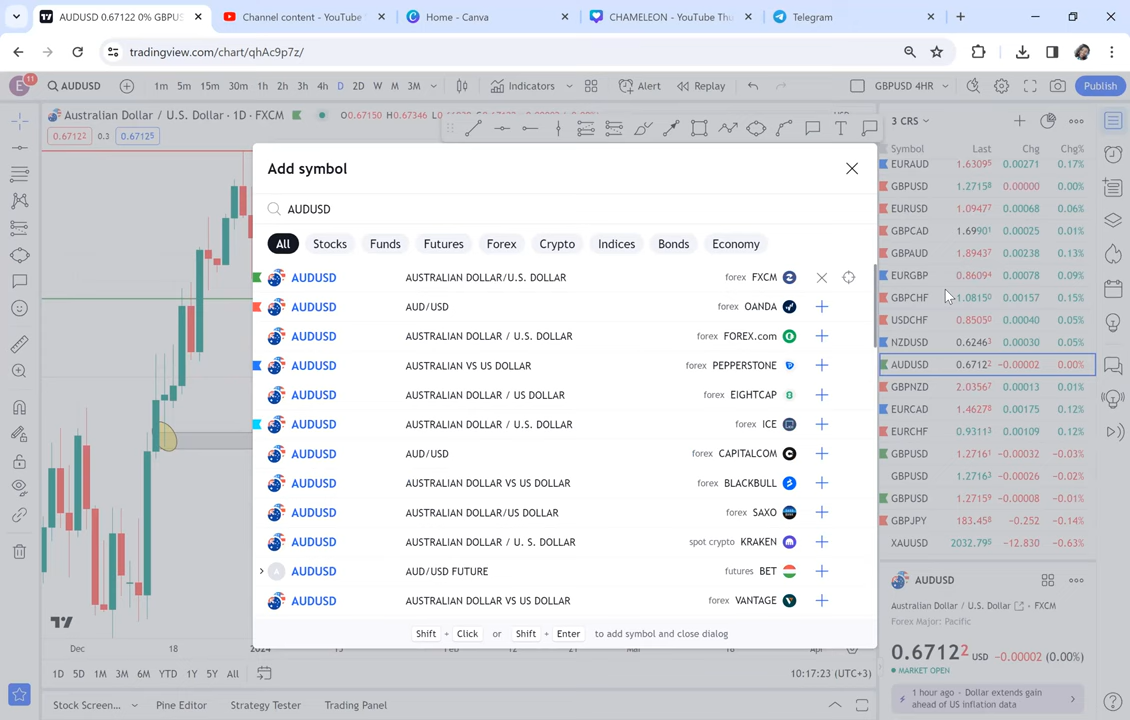 AUDUSD 0.67122 0% GBPUS
Channel content - YouTube
Home - Canva
CHAMELEON - YouTube Thu
Telegram
tradingview.com/chart/qhAc9p7z/
E 11
AUDUSD
1m 5m 15m 30m 1h 2h 3h 4h D 2D W M 3M
Indicators
Alert
Replay
GBPUSD 4HR
Publish
Australian Dollar / U.S. Dollar · 1D · FXCM
O0.67150 H0.67346
0.67122 0.3 0.67125
3 CRS
Symbol Last Chg Chg%
EURAUD 1.63095 0.00271 0.17%
GBPUSD 1.27158 0.00000 0.00%
EURUSD 1.09477 0.00068 0.06%
GBPCAD 1.69901 0.00025 0.01%
GBPAUD 1.89437 0.00238 0.13%
EURGBP 0.86094 0.00078 0.09%
GBPCHF 1.08150 0.00157 0.15%
USDCHF 0.85050 0.00040 0.05%
NZDUSD 0.62463 0.00030 0.05%
AUDUSD 0.67122 −0.00002 0.00%
GBPNZD 2.03567 0.00013 0.01%
EURCAD 1.46278 0.00175 0.12%
EURCHF 0.93113 0.00109 0.12%
GBPUSD 1.27161 −0.00032 −0.03%
GBPUSD 1.27163 −0.00026 −0.02%
GBPUSD 1.27159 −0.00008 −0.01%
GBPJPY 183.458 −0.252 −0.14%
XAUUSD 2032.795 −12.830 −0.63%
Add symbol
AUDUSD
All Stocks Funds Futures Forex Crypto Indices Bonds Economy
AUDUSD AUSTRALIAN DOLLAR/U.S. DOLLAR forex FXCM
AUDUSD AUD/USD forex OANDA
AUDUSD AUSTRALIAN DOLLAR / U.S. DOLLAR forex FOREX.com
AUDUSD AUSTRALIAN VS US DOLLAR forex PEPPERSTONE
AUDUSD AUSTRALIAN DOLLAR / US DOLLAR forex EIGHTCAP
AUDUSD AUSTRALIAN DOLLAR / U.S. DOLLAR forex ICE
AUDUSD AUD/USD forex CAPITALCOM
AUDUSD AUSTRALIAN DOLLAR VS US DOLLAR forex BLACKBULL
AUDUSD AUSTRALIAN DOLLAR/US DOLLAR forex SAXO
AUDUSD AUSTRALIAN DOLLAR / U. S. DOLLAR spot crypto KRAKEN
A AUDUSD AUD/USD FUTURE futures BET
AUDUSD AUSTRALIAN DOLLAR VS US DOLLAR forex VANTAGE
Shift + Click or Shift + Enter to add symbol and close dialog
AUDUSD
Australian Dollar / U.S. Dollar · FXCM
Forex Major: Pacific
0.67122 USD −0.00002 (0.00%)
MARKET OPEN
1 hour ago · Dollar extends gain
ahead of US inflation data
Dec 18 2024 15 Feb 12 21 Mar 18 Apr
1D 5D 1M 3M 6M YTD 1Y 5Y All
10:17:23 (UTC+3)
Stock Screen...
Pine Editor
Strategy Tester
Trading Panel